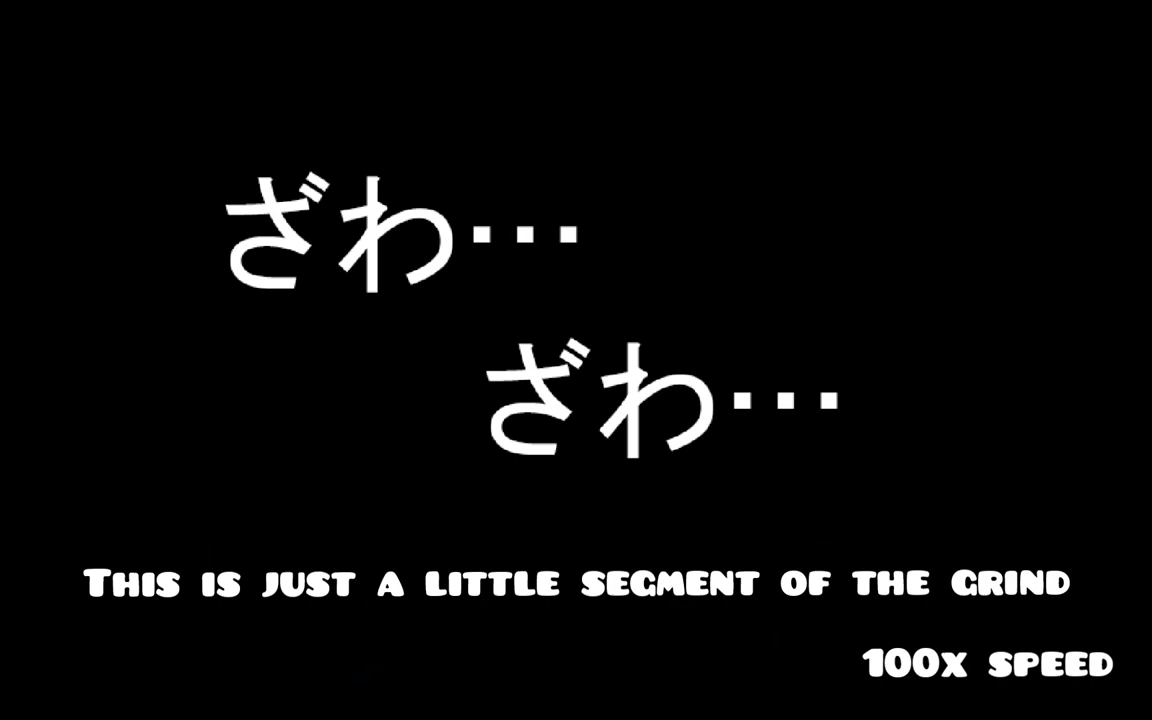 ざわ…
ざわ…
This is just a little segment of the grind
100x speed